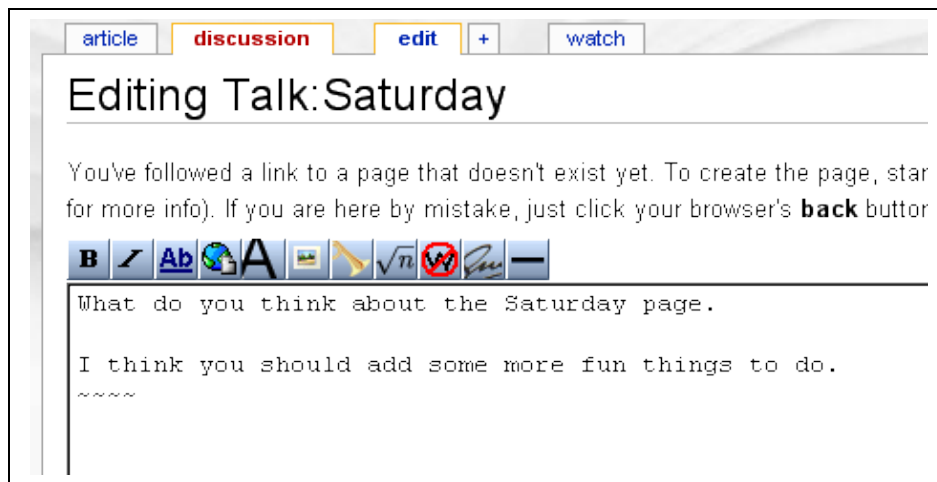 article discussion edit + watch
Editing Talk:Saturday
You've followed a link to a page that doesn't exist yet. To create the page, star
for more info). If you are here by mistake, just click your browser's back button
B I Ab A √n W
What do you think about the Saturday page.
I think you should add some more fun things to do.
~~~~